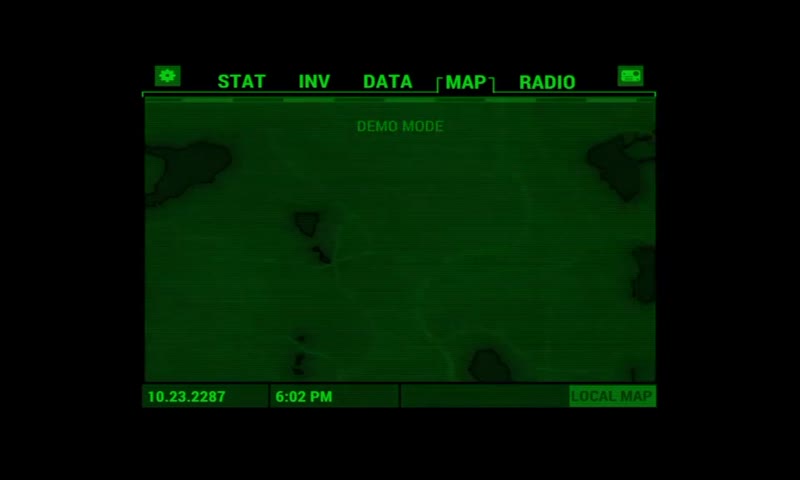 STAT INV DATA MAP RADIO
DEMO MODE
10.23.2287 6:02 PM LOCAL MAP